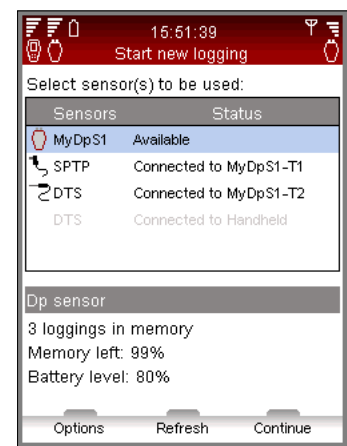 15:51:39
Start new logging
Select sensor(s) to be used:
Sensors Status
MyDpS1 Available
SPTP Connected to MyDpS1-T1
DTS Connected to MyDpS1-T2
DTS Connected to Handheld
Dp sensor
3 loggings in memory
Memory left: 99%
Battery level: 80%
Options Refresh Continue